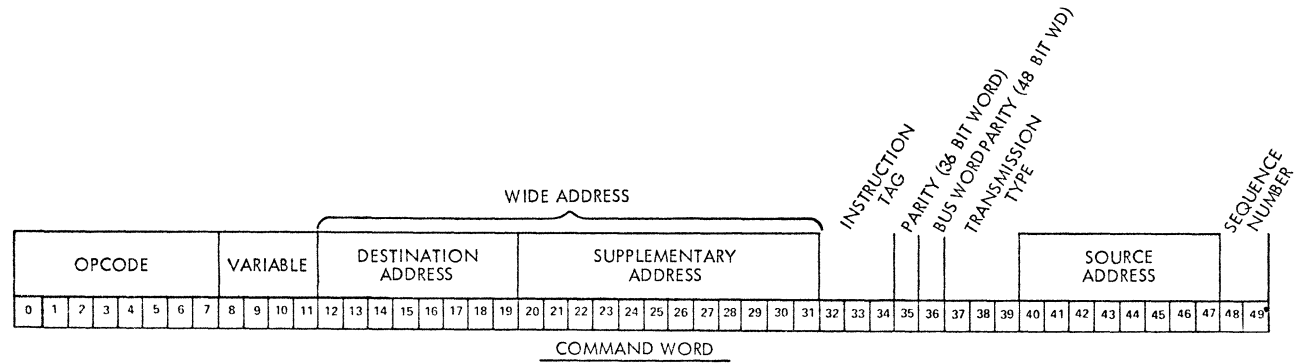 WIDE ADDRESS
OPCODE
VARIABLE
DESTINATION
ADDRESS
SUPPLEMENTARY
ADDRESS
INSTRUCTION
TAG
PARITY (36 BIT WORD)
BUS WORD PARITY (48 BIT WD)
TRANSMISSION
TYPE
SOURCE
ADDRESS
SEQUENCE
NUMBER
0 1 2 3 4 5 6 7 8 9 10 11 12 13 14 15 16 17 18 19 20 21 22 23 24 25 26 27 28 29 30 31 32 33 34 35 36 37 38 39 40 41 42 43 44 45 46 47 48 49
COMMAND WORD